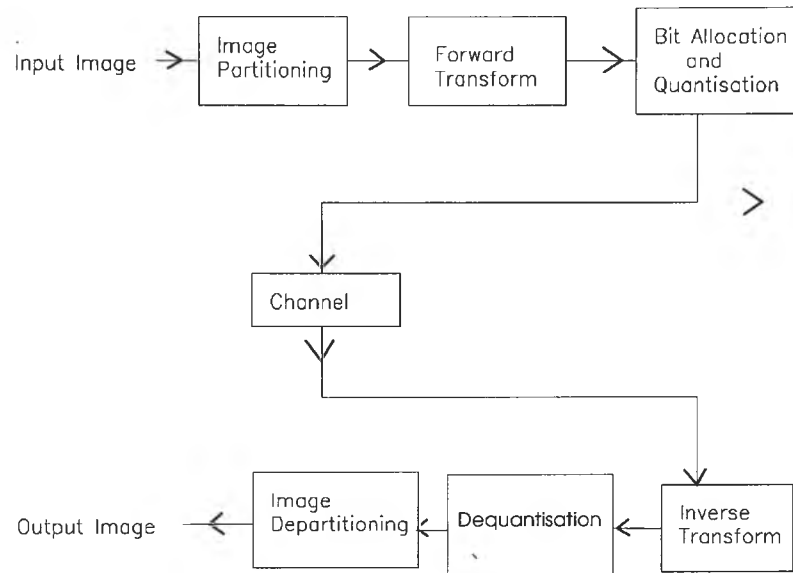 Input Image
Image
Partitioning
Forward
Transform
Bit Allocation
and
Quantisation
Channel
Output Image
Image
Departitioning
Dequantisation
Inverse
Transform